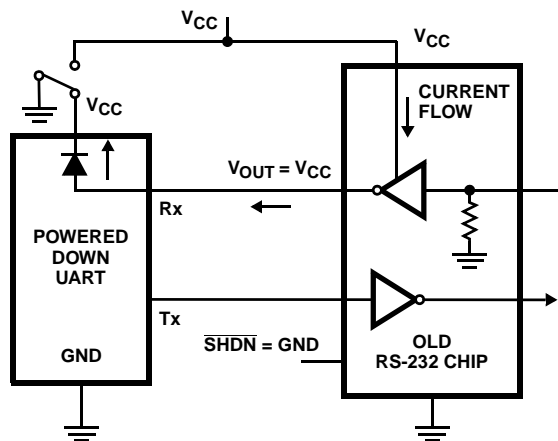 VCC
VCC
VCC
CURRENT
FLOW
VOUT = VCC
Rx
POWERED
DOWN
UART
Tx
GND
SHDN = GND
OLD
RS-232 CHIP